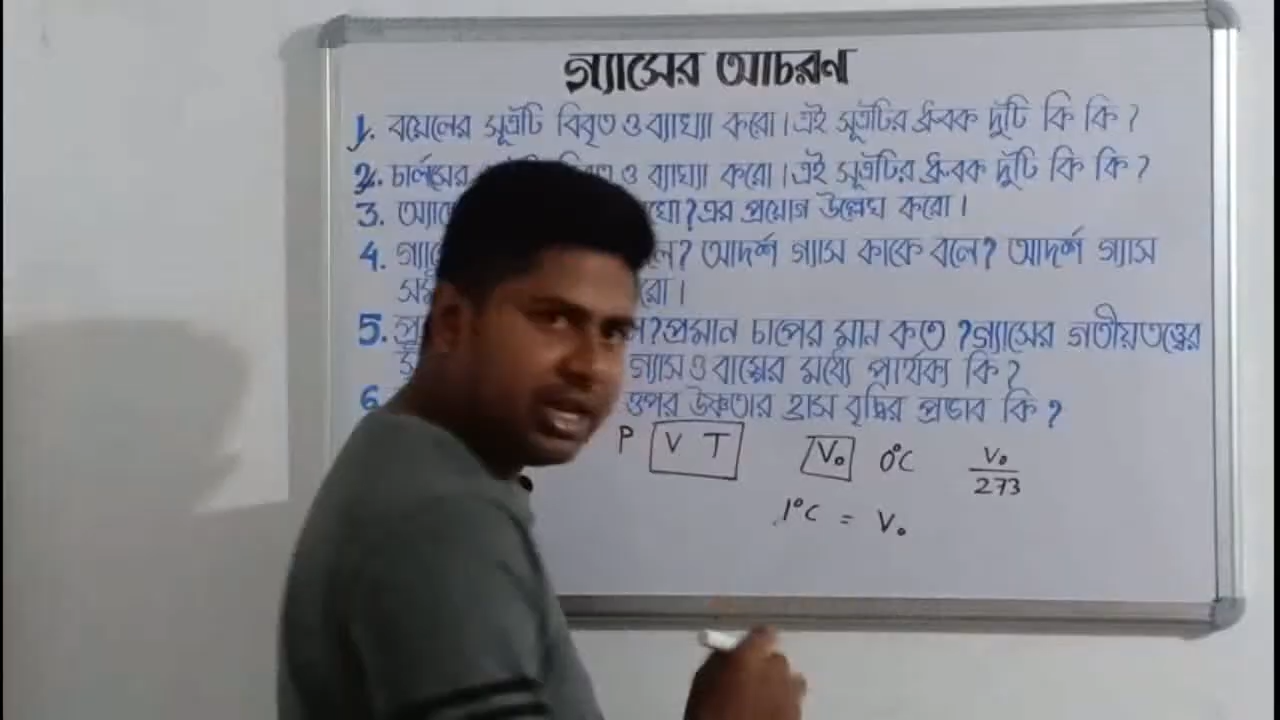 গ্যাসের আচরণ
1. বয়েলের সূত্রটি বিবৃত ও ব্যাখ্যা করো। এই সূত্রটির ধ্রুবক দুটি কি কি ?
2. চার্লসের ও ব্যাখ্যা করো। এই সূত্রটির ধ্রুবক দুটি কি কি ?
3. এর প্রয়োগ উল্লেখ করো।
4. আদর্শ গ্যাস কাকে বলে? আদর্শ গ্যাস
5. প্রমান চাপের মান কত ? গ্যাসের গতীয়তত্ত্বের
গ্যাস ও বাষ্পের মধ্যে পার্থক্য কি ?
6 ওপর উষ্ণতার হ্রাস বৃদ্ধির প্রভাব কি ?
P V T V₀ 0°C V₀/273
1°C = V₀